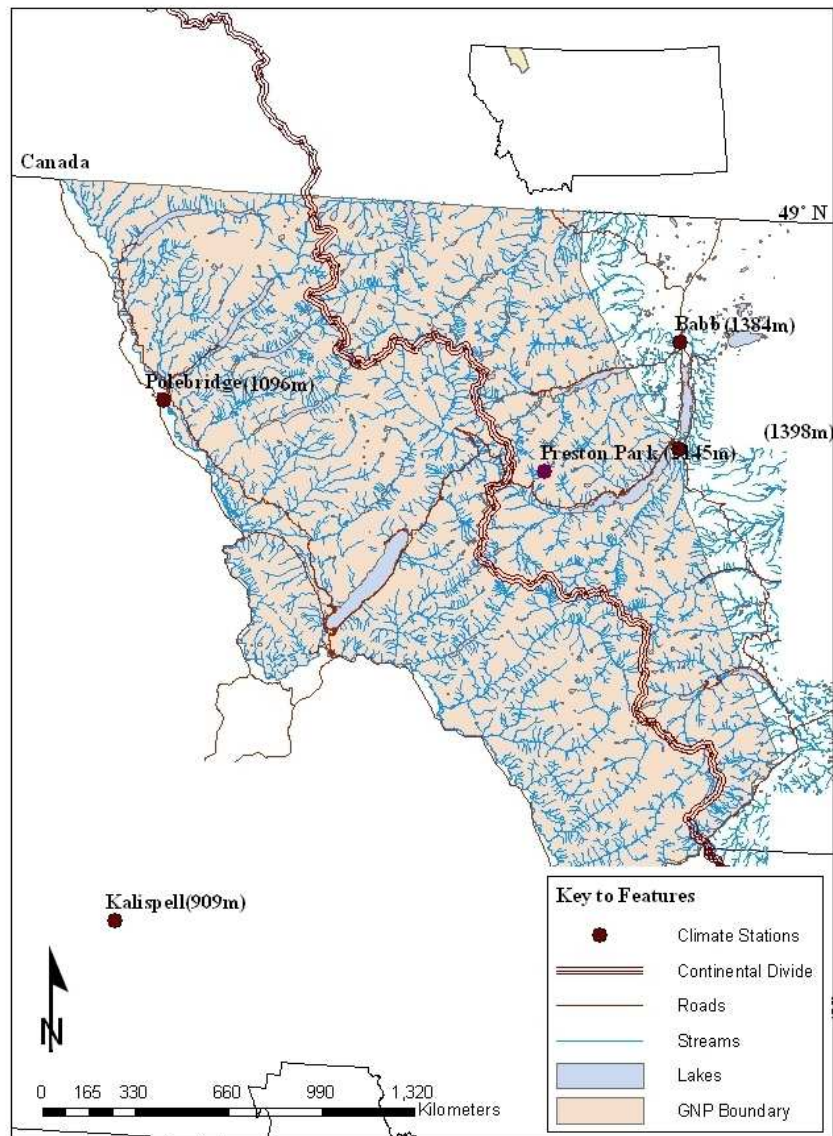 Canada
49° N
Babb (1384m)
Polebridge(1096m)
(1398m)
Preston Park (2145m)
Kalispell(909m)
Key to Features
Climate Stations
Continental Divide
Roads
Streams
Lakes
GNP Boundary
N
0 165 330 660 990 1,320
Kilometers